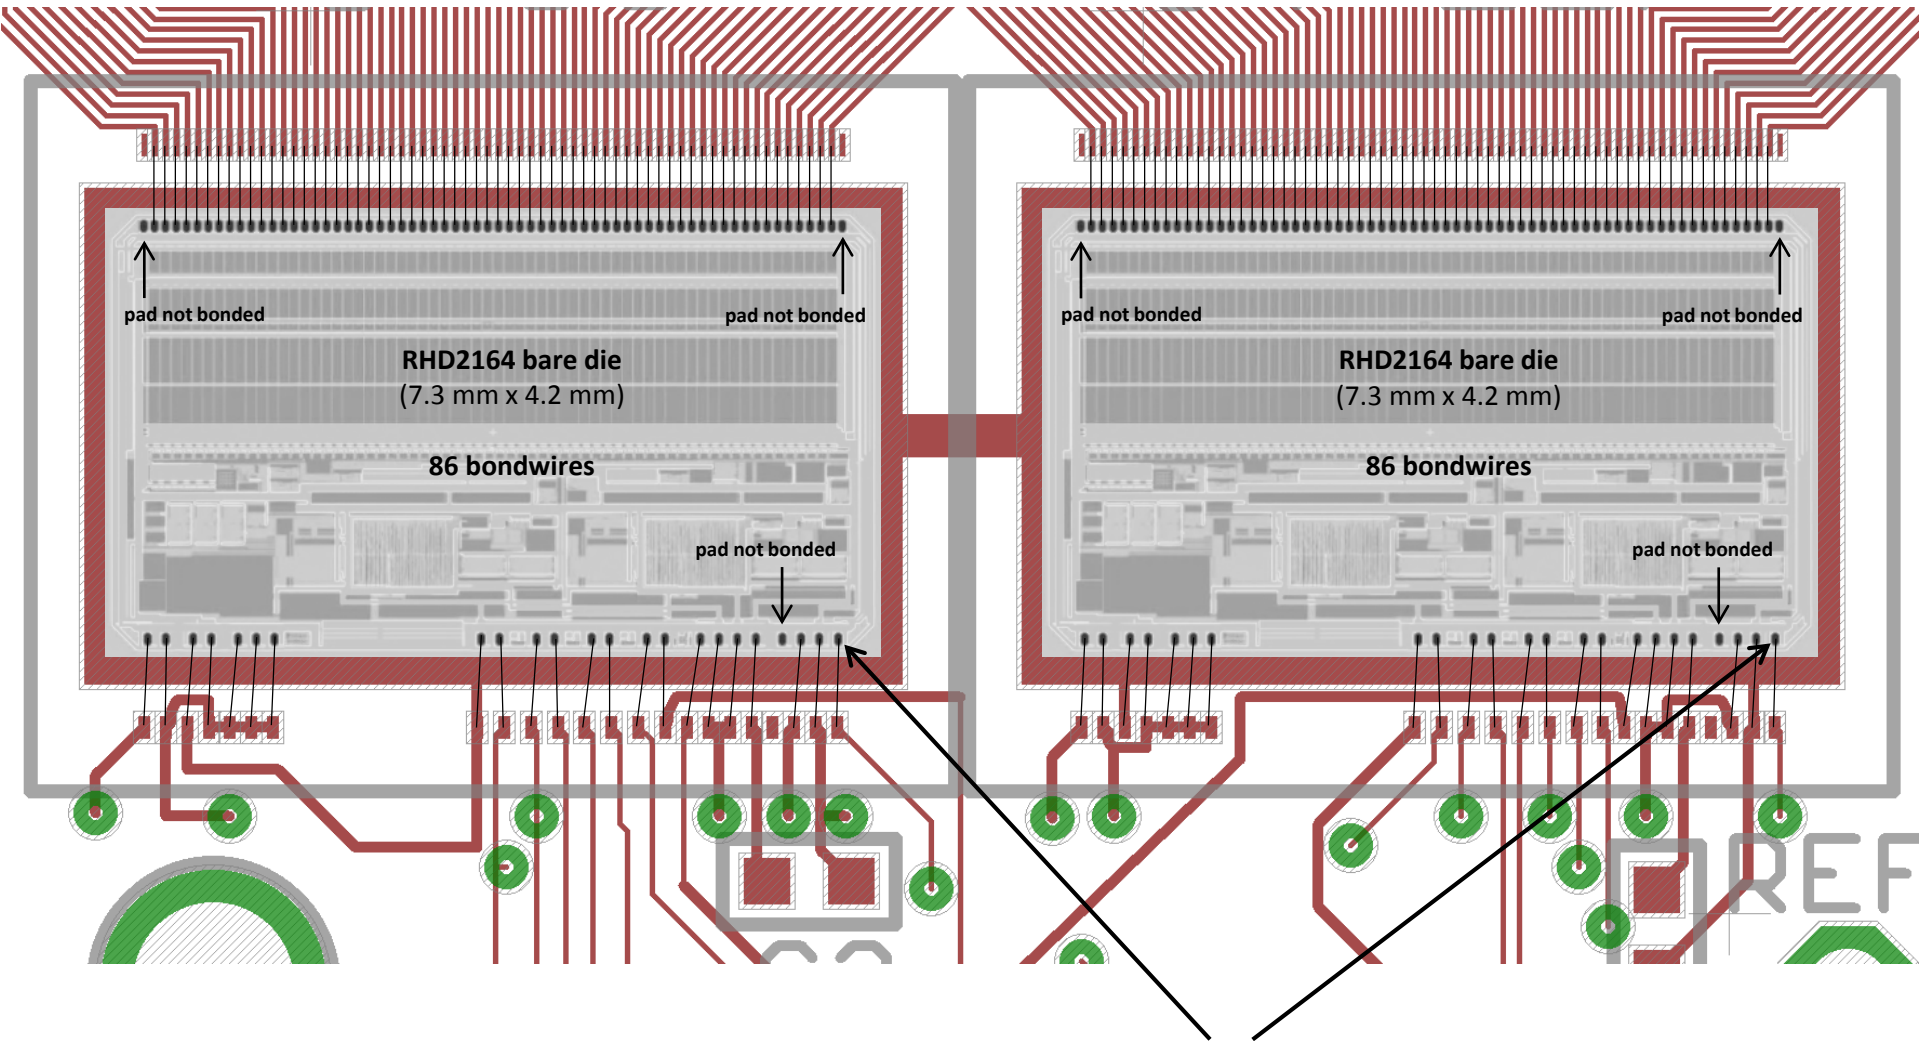 pad not bonded
pad not bonded
pad not bonded
pad not bonded
RHD2164 bare die
(7.3 mm x 4.2 mm)
RHD2164 bare die
(7.3 mm x 4.2 mm)
86 bondwires
86 bondwires
pad not bonded
pad not bonded
REF